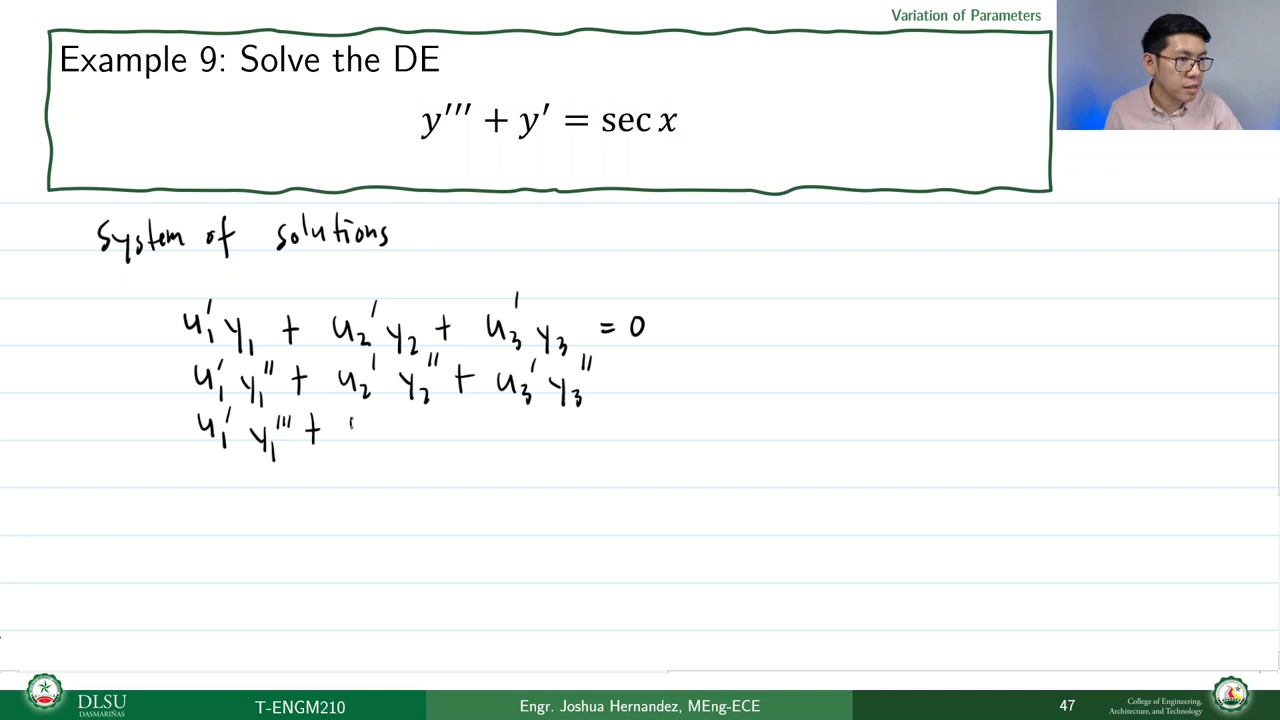 Variation of Parameters
Example 9: Solve the DE
y′′′ + y′ = sec x
System of solutions
u₁′ y₁ + u₂′ y₂ + u₃′ y₃ = 0
u₁′ y₁′′ + u₂′ y₂′′ + u₃′ y₃′′
u₁′ y₁′′′ +
DLSU
DASMARIÑAS
T-ENGM210
Engr. Joshua Hernandez, MEng-ECE
47
College of Engineering,
Architecture, and Technology